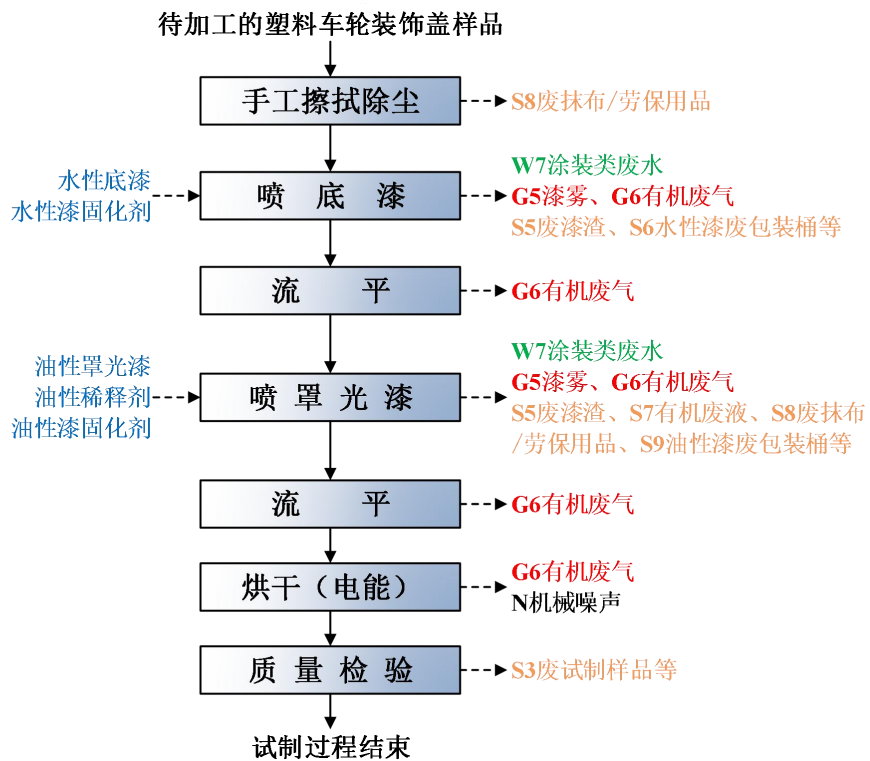 待加工的塑料车轮装饰盖样品
手工擦拭除尘
S8废抹布/劳保用品
水性底漆
水性漆固化剂
喷 底 漆
W7涂装类废水
G5漆雾、G6有机废气
S5废漆渣、S6水性漆废包装桶等
流 平
G6有机废气
油性罩光漆
油性稀释剂
油性漆固化剂
喷 罩 光 漆
W7涂装类废水
G5漆雾、G6有机废气
S5废漆渣、S7有机废液、S8废抹布
/劳保用品、S9油性漆废包装桶等
流 平
G6有机废气
烘干（电能）
G6有机废气
N机械噪声
质 量 检 验
S3废试制样品等
试制过程结束